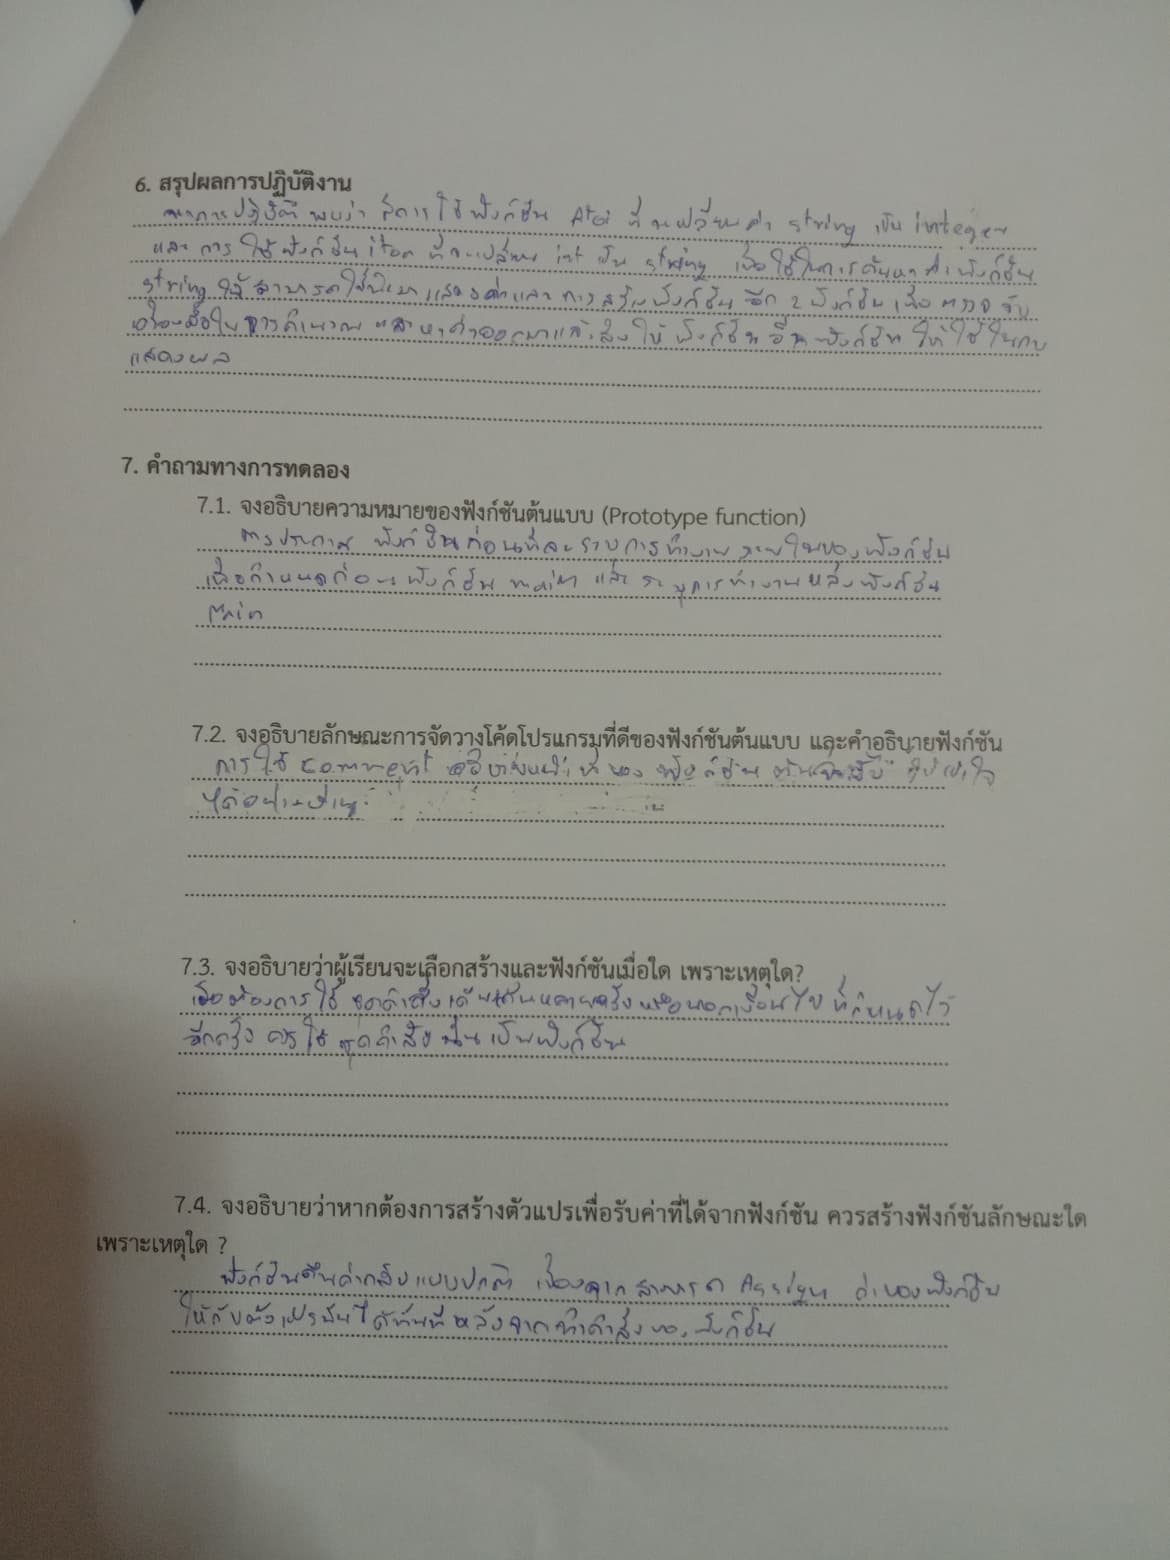 6. สรุปผลการปฏิบัติงาน
จากการปฏิบัติ พบว่า มีการใช้ฟังก์ชัน Atoi ที่ เปลี่ยนค่า string เป็น integer
และ การ ใช้ฟังก์ชัน itoa ที่จะเปลี่ยน int เป็น string เพื่อใช้ในการค้นหาค่าฟังก์ชัน
string ให้สามารถใช้ แสดงค่าและ การสร้างฟังก์ชัน อีก 2 ฟังก์ชัน เพื่อ ตรวจ จับ
เครื่องมือใน การคำนวณ และหาค่าออกมาแล้วส่งให้ ฟังก์ชัน อื่น ฟังก์ชัน ให้ใช้ในการ
แสดงผล
7. คำถามทางการทดลอง
7.1. จงอธิบายความหมายของฟังก์ชันต้นแบบ (Prototype function)
การประกาศ ฟังก์ชันก่อนที่จะระบุการทำงานภายในของฟังก์ชัน
เพื่อกำหนดก่อนฟังก์ชัน main และ ระบุการทำงานหลังฟังก์ชัน
Main
7.2. จงอธิบายลักษณะการจัดวางโค้ดโปรแกรมที่ดีของฟังก์ชันต้นแบบ และคำอธิบายฟังก์ชัน
การใช้ comment อธิบายหน้าที่ของ ฟังก์ชัน เข้าใจ
ได้อย่าง
7.3. จงอธิบายว่าผู้เรียนจะเลือกสร้างและฟังก์ชันเมื่อใด เพราะเหตุใด?
เมื่อต้องการใช้ ชุดคำสั่งเดิม หลายครั้ง เงื่อนไข ที่กำหนดไว้
อีกครั้ง ควรใช้ ชุดคำสั่งนั้นเป็นฟังก์ชัน
7.4. จงอธิบายว่าหากต้องการสร้างตัวแปรเพื่อรับค่าที่ได้จากฟังก์ชัน ควรสร้างฟังก์ชันลักษณะใด
เพราะเหตุใด ?
ฟังก์ชันคืนค่ากลับแบบปกติ เนื่องจากสามารถ Assign ค่าของฟังก์ชัน
ให้กับตัวแปรนั้นได้ทันทีหลังจากทำคำสั่งของฟังก์ชัน